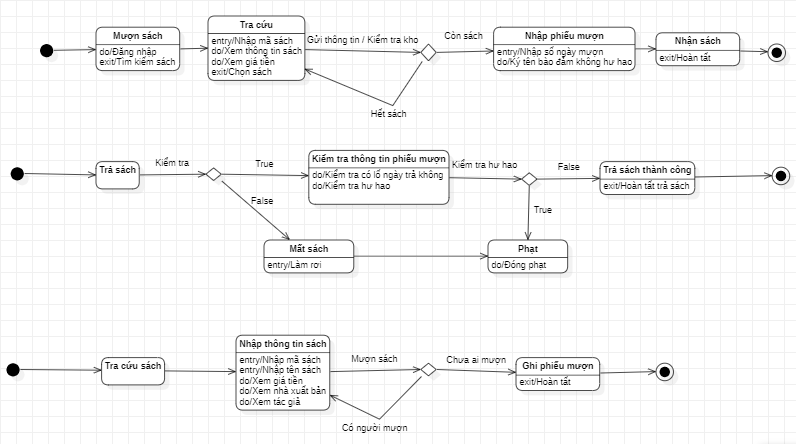 Mượn sách
do/Đăng nhập
exit/Tìm kiếm sách
Tra cứu
entry/Nhập mã sách
do/Xem thông tin sách
do/Xem giá tiền
exit/Chọn sách
Gửi thông tin / Kiểm tra kho
Còn sách
Hết sách
Nhập phiếu mượn
entry/Nhập số ngày mượn
do/Ký tên bảo đảm không hư hao
Nhận sách
exit/Hoàn tất
Trả sách
Kiểm tra
True
False
Kiểm tra thông tin phiếu mượn
do/Kiểm tra có lố ngày trả không
do/Kiểm tra hư hao
Kiểm tra hư hao
False
True
Trả sách thành công
exit/Hoàn tất trả sách
Mất sách
entry/Làm rơi
Phạt
do/Đóng phạt
Tra cứu sách
Nhập thông tin sách
entry/Nhập mã sách
entry/Nhập tên sách
do/Xem giá tiền
do/Xem nhà xuất bản
do/Xem tác giả
Mượn sách
Chưa ai mượn
Có người mượn
Ghi phiếu mượn
exit/Hoàn tất